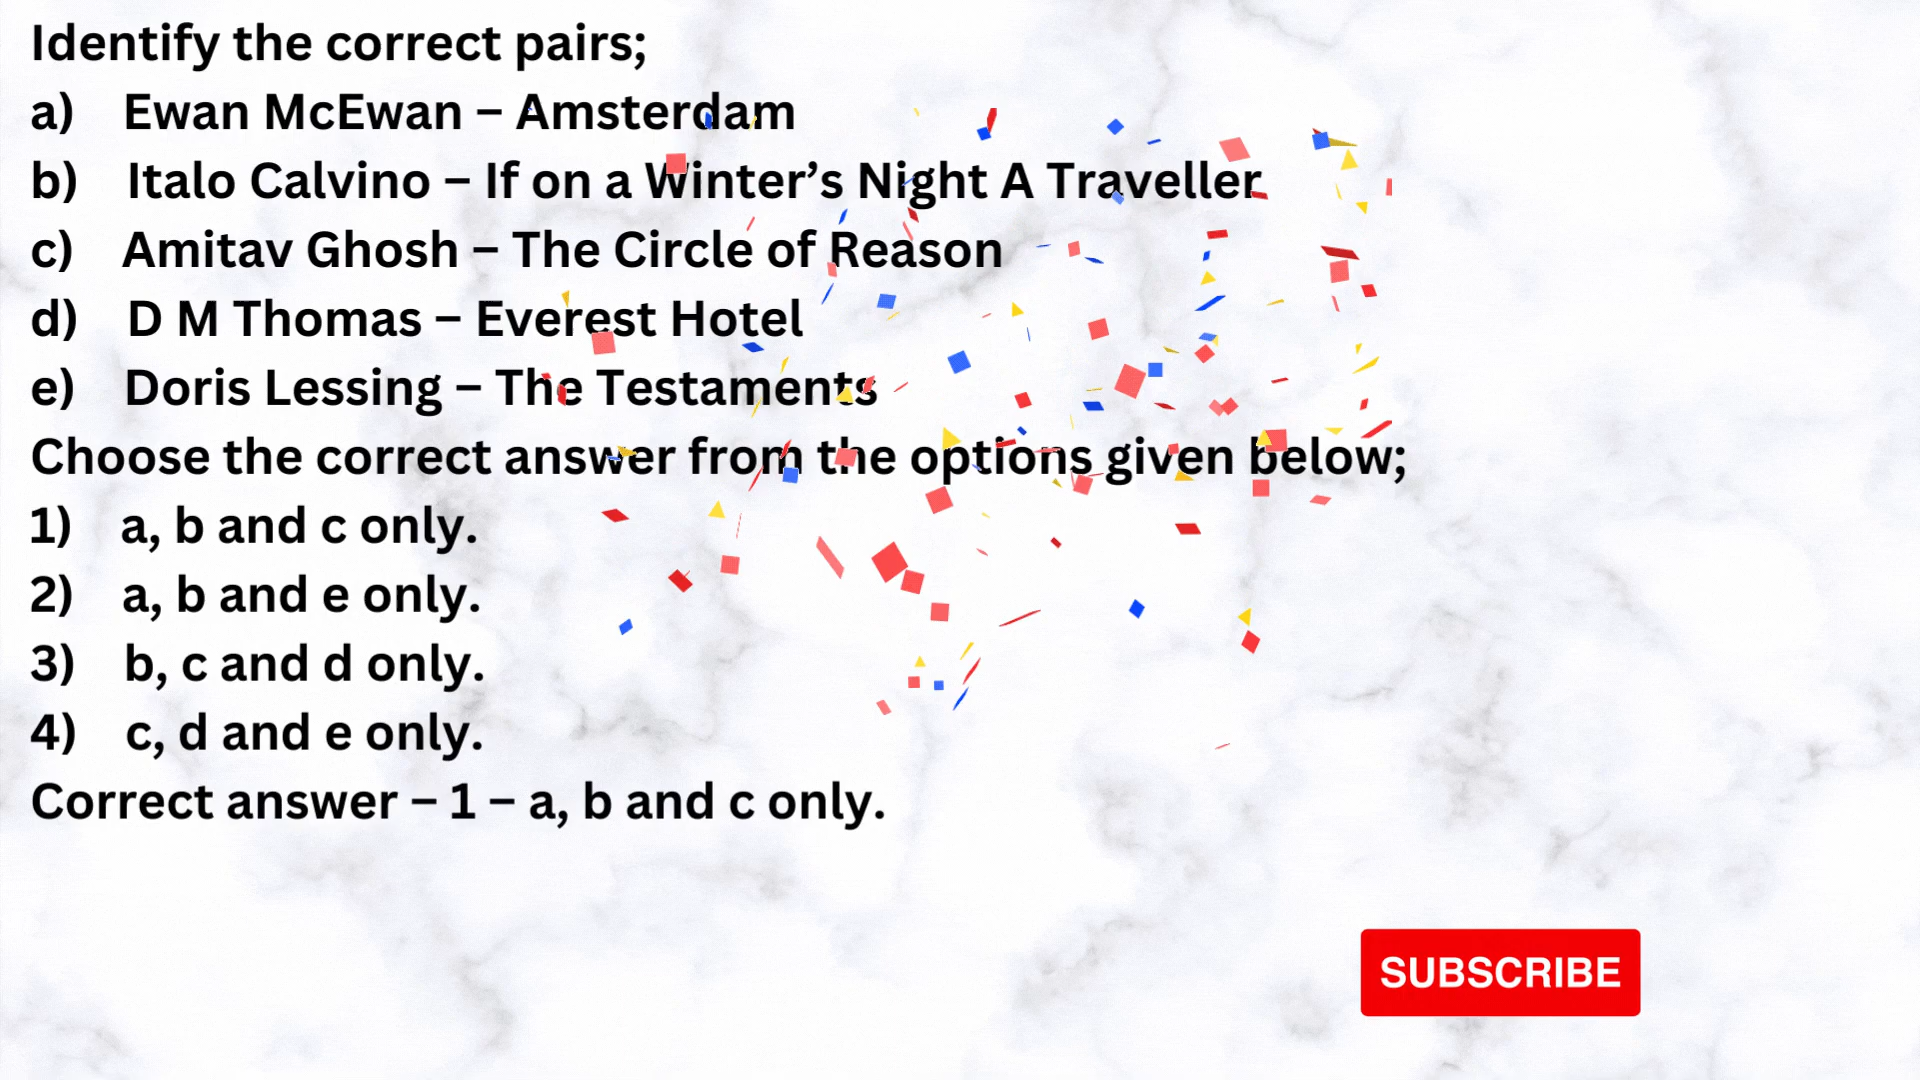 Identify the correct pairs;
a) Ewan McEwan – Amsterdam
b) Italo Calvino – If on a Winter’s Night A Traveller
c) Amitav Ghosh – The Circle of Reason
d) D M Thomas – Everest Hotel
e) Doris Lessing – The Testaments
Choose the correct answer from the options given below;
1) a, b and c only.
2) a, b and e only.
3) b, c and d only.
4) c, d and e only.
Correct answer – 1 – a, b and c only.
SUBSCRIBE